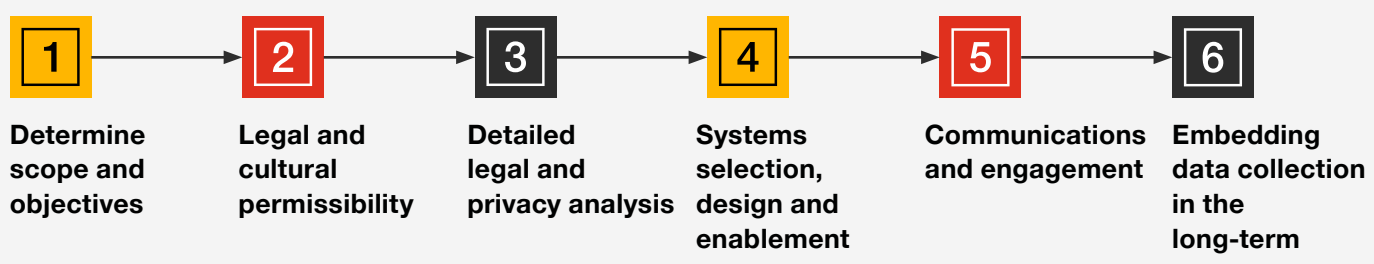 1
Determine
scope and
objectives
2
Legal and
cultural
permissibility
3
Detailed
legal and
privacy analysis
4
Systems
selection,
design and
enablement
5
Communications
and engagement
6
Embedding
data collection
in the
long-term